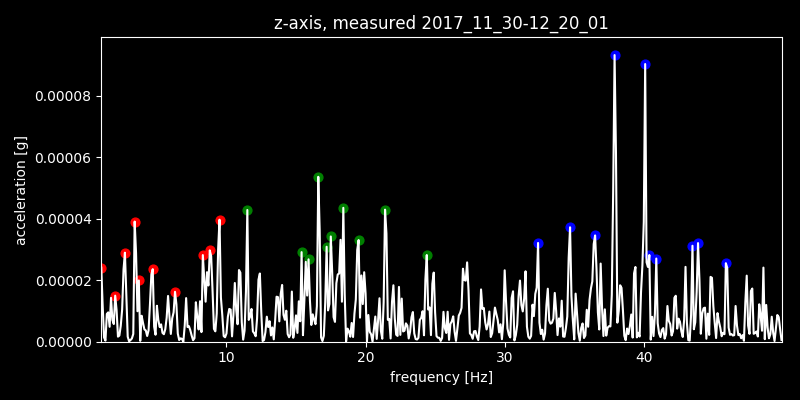 z-axis, measured 2017_11_30-12_20_01
0.00008
0.00006
0.00004
0.00002
0.00000
acceleration [g]
10 20 30 40
frequency [Hz]